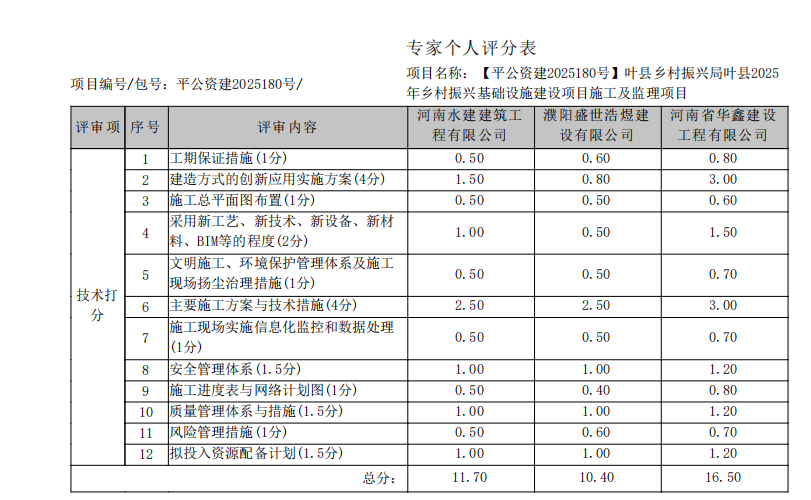 专家个人评分表
项目编号/包号: 平公资建2025180号/
项目名称: 【平公资建2025180号】叶县乡村振兴局叶县2025
年乡村振兴基础设施建设项目施工及监理项目
评审项 序号 评审内容 河南水建建筑工 濮阳盛世浩煜建 河南省华鑫建设
程有限公司 设有限公司 工程有限公司
技术打
分
1 工期保证措施(1分) 0.50 0.60 0.80
2 建造方式的创新应用实施方案(4分) 1.50 0.80 3.00
3 施工总平面图布置(1分) 0.50 0.50 0.60
4 采用新工艺、新技术、新设备、新材
料、BIM等的程度(2分) 1.00 0.50 1.50
5 文明施工、环境保护管理体系及施工
现场扬尘治理措施(1分) 0.50 0.50 0.70
6 主要施工方案与技术措施(4分) 2.50 2.50 3.00
7 施工现场实施信息化监控和数据处理
(1分) 0.50 0.50 0.70
8 安全管理体系(1.5分) 1.00 1.00 1.20
9 施工进度表与网络计划图(1分) 0.50 0.40 0.80
10 质量管理体系与措施(1.5分) 1.00 1.00 1.20
11 风险管理措施(1分) 0.50 0.60 0.70
12 拟投入资源配备计划(1.5分) 1.00 1.00 1.20
总分: 11.70 10.40 16.50